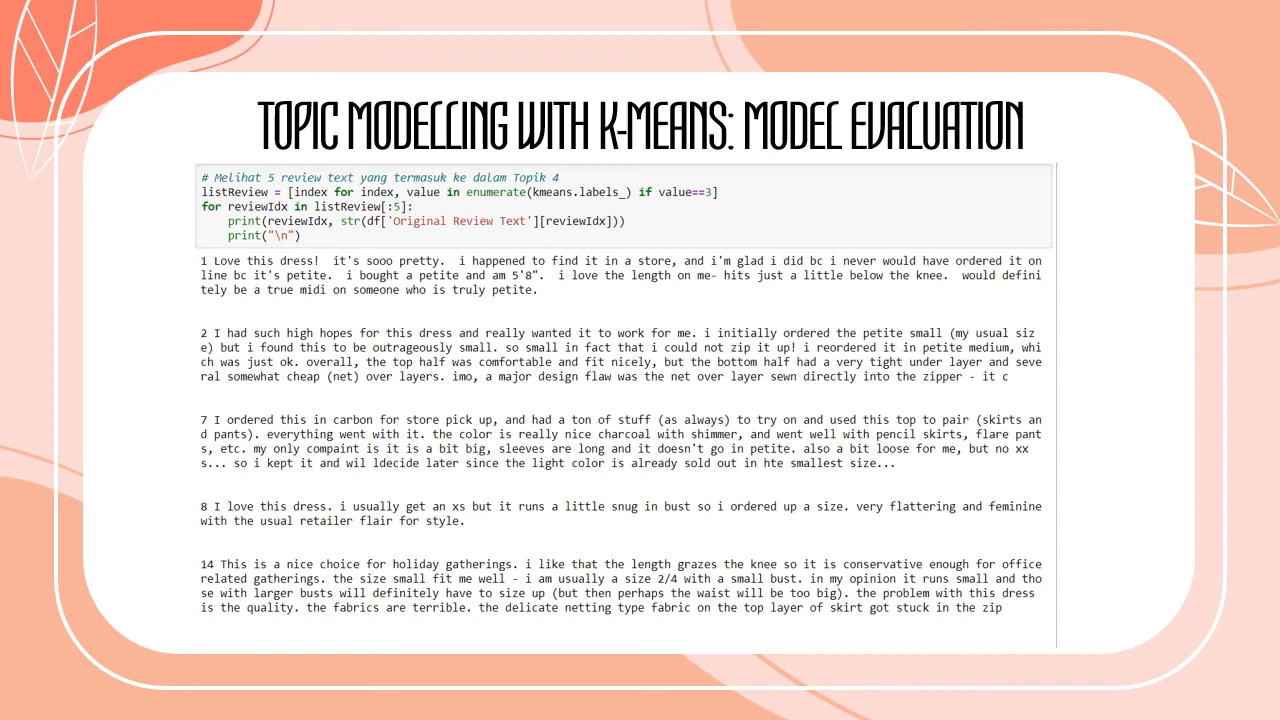 TOPIC MODELLING WITH K-MEANS: MODEL EVALUATION
# Melihat 5 review text yang termasuk ke dalam Topik 4
listReview = [index for index, value in enumerate(kmeans.labels_) if value==3]
for reviewIdx in listReview[:5]:
    print(reviewIdx, str(df['Original Review Text'][reviewIdx]))
    print("\n")
1 Love this dress!  it's sooo pretty.  i happened to find it in a store, and i'm glad i did bc i never would have ordered it on
line bc it's petite.  i bought a petite and am 5'8".  i love the length on me- hits just a little below the knee.  would defini
tely be a true midi on someone who is truly petite.
2 I had such high hopes for this dress and really wanted it to work for me. i initially ordered the petite small (my usual siz
e) but i found this to be outrageously small. so small in fact that i could not zip it up! i reordered it in petite medium, whi
ch was just ok. overall, the top half was comfortable and fit nicely, but the bottom half had a very tight under layer and seve
ral somewhat cheap (net) over layers. imo, a major design flaw was the net over layer sewn directly into the zipper - it c
7 I ordered this in carbon for store pick up, and had a ton of stuff (as always) to try on and used this top to pair (skirts an
d pants). everything went with it. the color is really nice charcoal with shimmer, and went well with pencil skirts, flare pant
s, etc. my only compaint is it is a bit big, sleeves are long and it doesn't go in petite. also a bit loose for me, but no xx
s... so i kept it and wil ldecide later since the light color is already sold out in hte smallest size...
8 I love this dress. i usually get an xs but it runs a little snug in bust so i ordered up a size. very flattering and feminine
with the usual retailer flair for style.
14 This is a nice choice for holiday gatherings. i like that the length grazes the knee so it is conservative enough for office
related gatherings. the size small fit me well - i am usually a size 2/4 with a small bust. in my opinion it runs small and tho
se with larger busts will definitely have to size up (but then perhaps the waist will be too big). the problem with this dress
is the quality. the fabrics are terrible. the delicate netting type fabric on the top layer of skirt got stuck in the zip